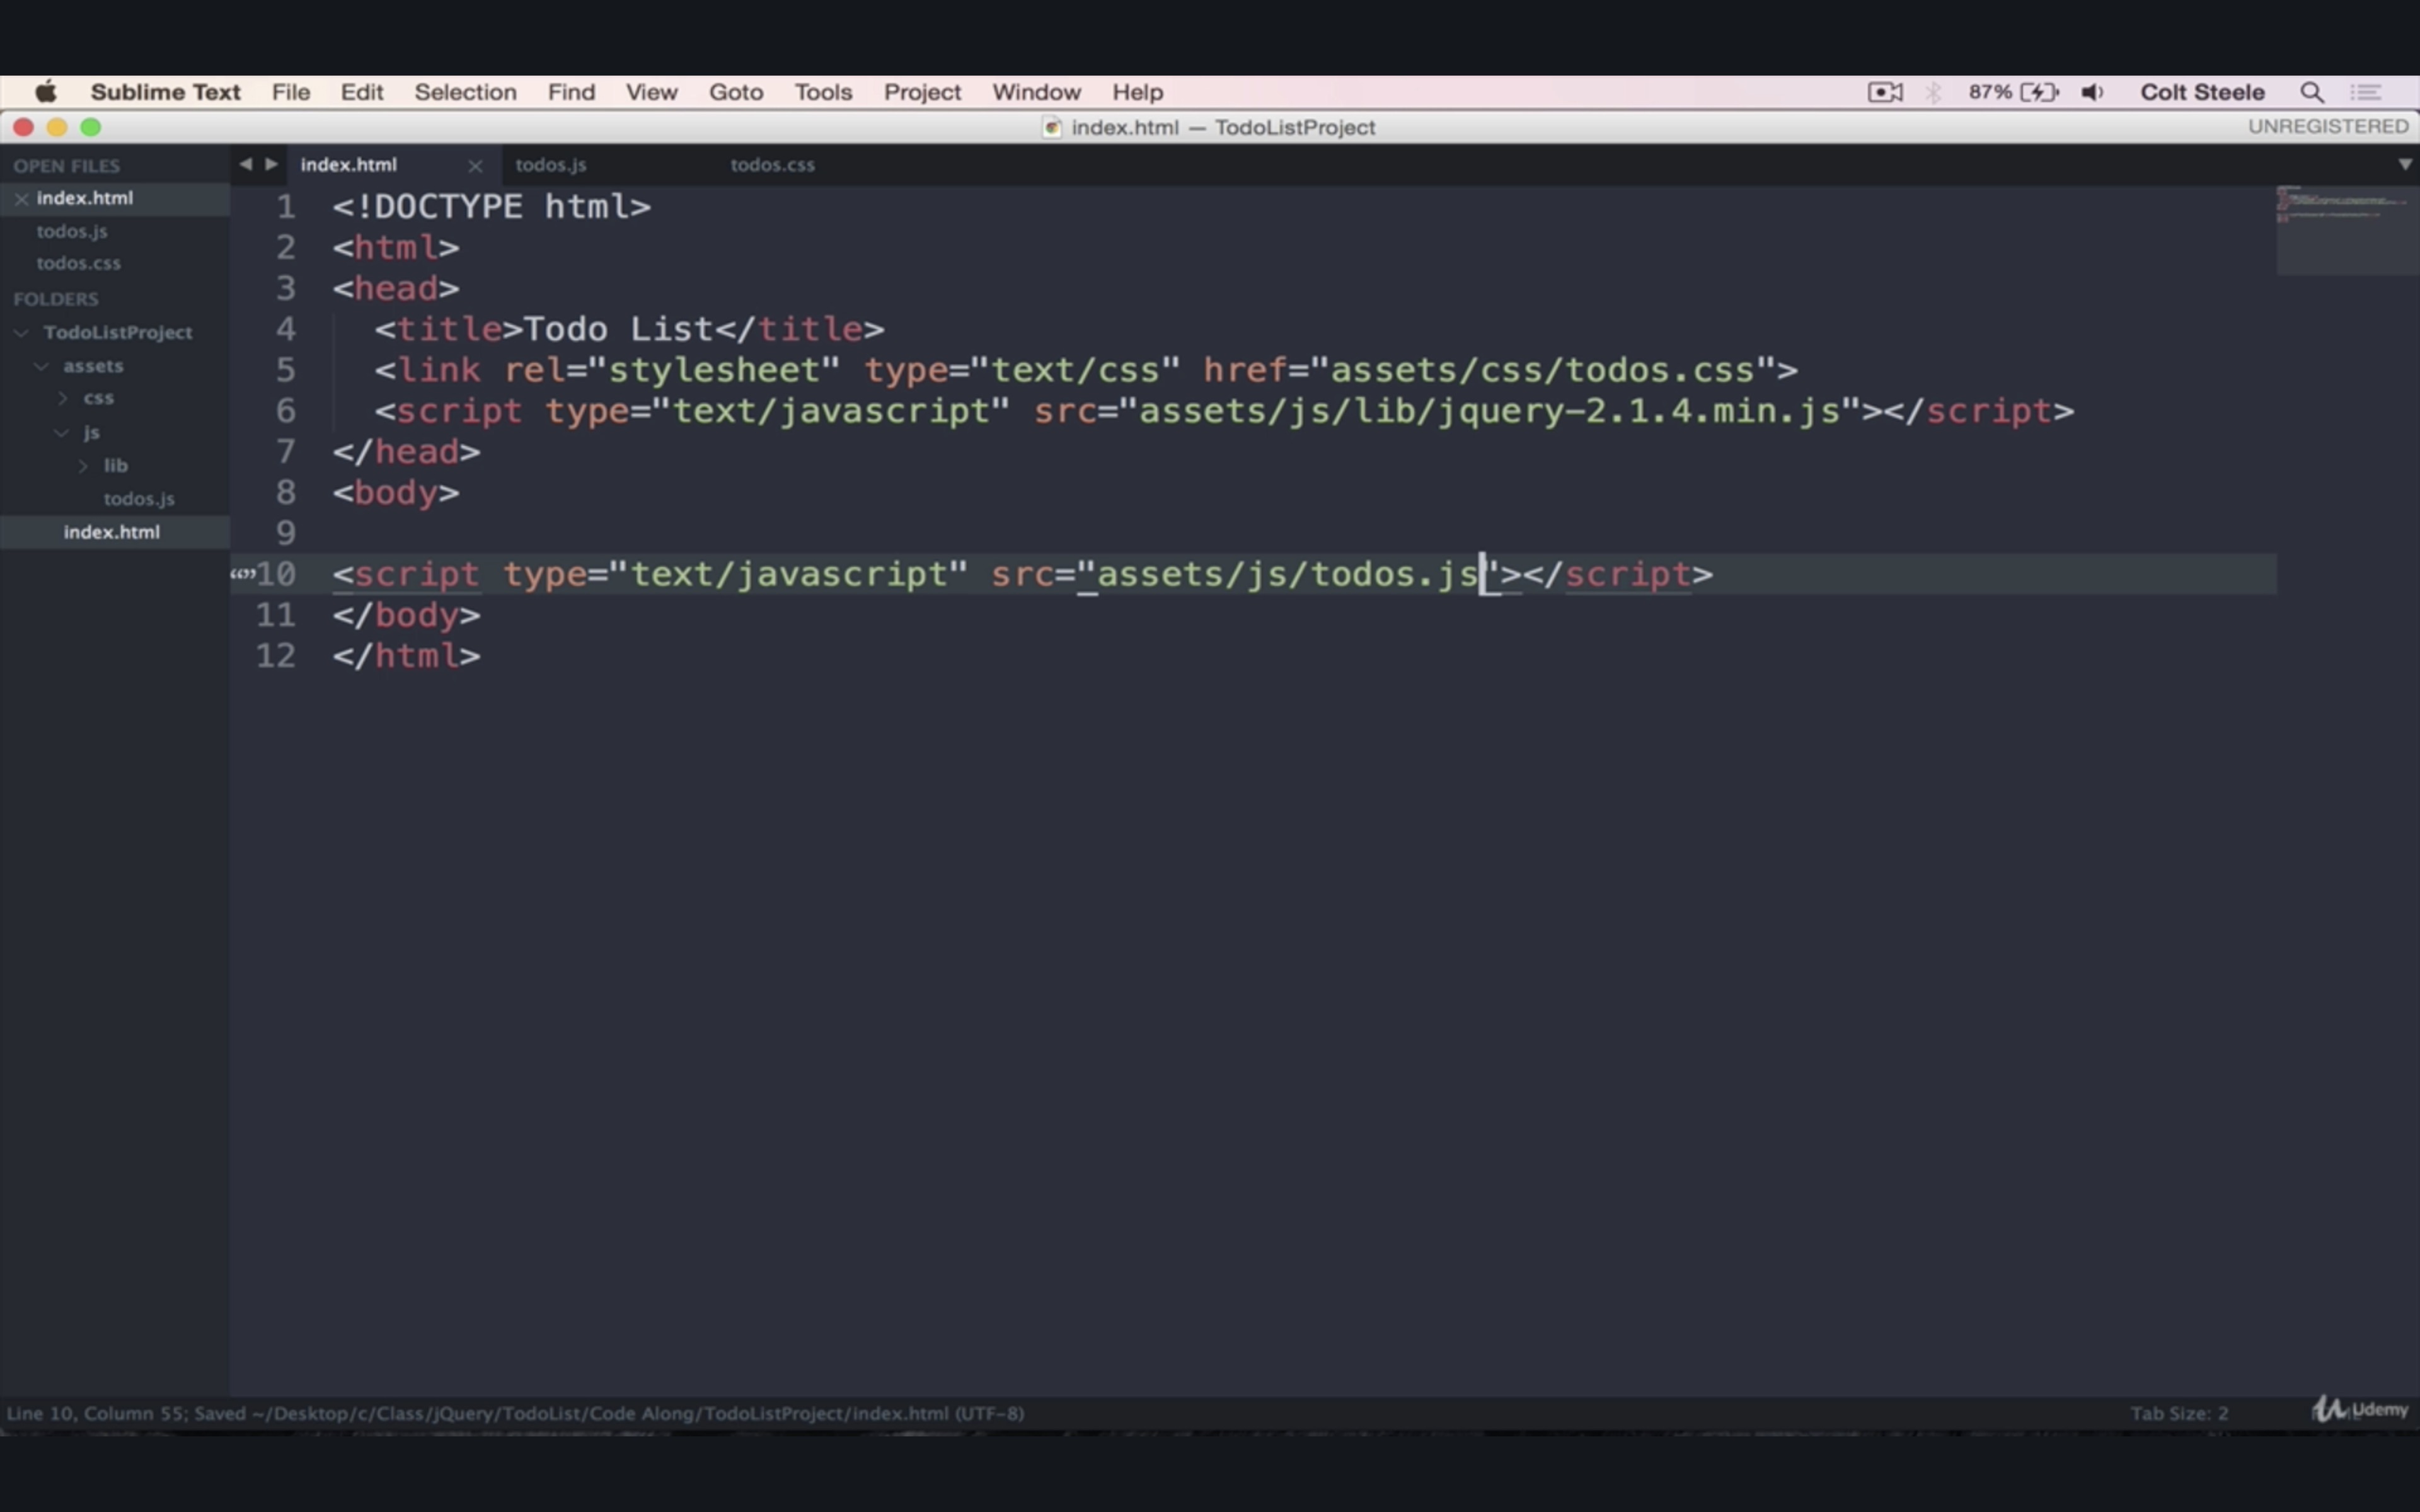 Sublime Text File Edit Selection Find View Goto Tools Project Window Help 87% Colt Steele
index.html — TodoListProject UNREGISTERED
OPEN FILES
index.html
todos.js
todos.css
FOLDERS
TodoListProject
assets
css
js
lib
todos.js
index.html
index.html todos.js todos.css
1 <!DOCTYPE html>
2 <html>
3 <head>
4 <title>Todo List</title>
5 <link rel="stylesheet" type="text/css" href="assets/css/todos.css">
6 <script type="text/javascript" src="assets/js/lib/jquery-2.1.4.min.js"></script>
7 </head>
8 <body>
9
10 <script type="text/javascript" src="assets/js/todos.js"></script>
11 </body>
12 </html>
Line 10, Column 55; Saved ~/Desktop/c/Class/jQuery/TodoList/Code Along/TodoListProject/index.html (UTF-8) Tab Size: 2
Udemy